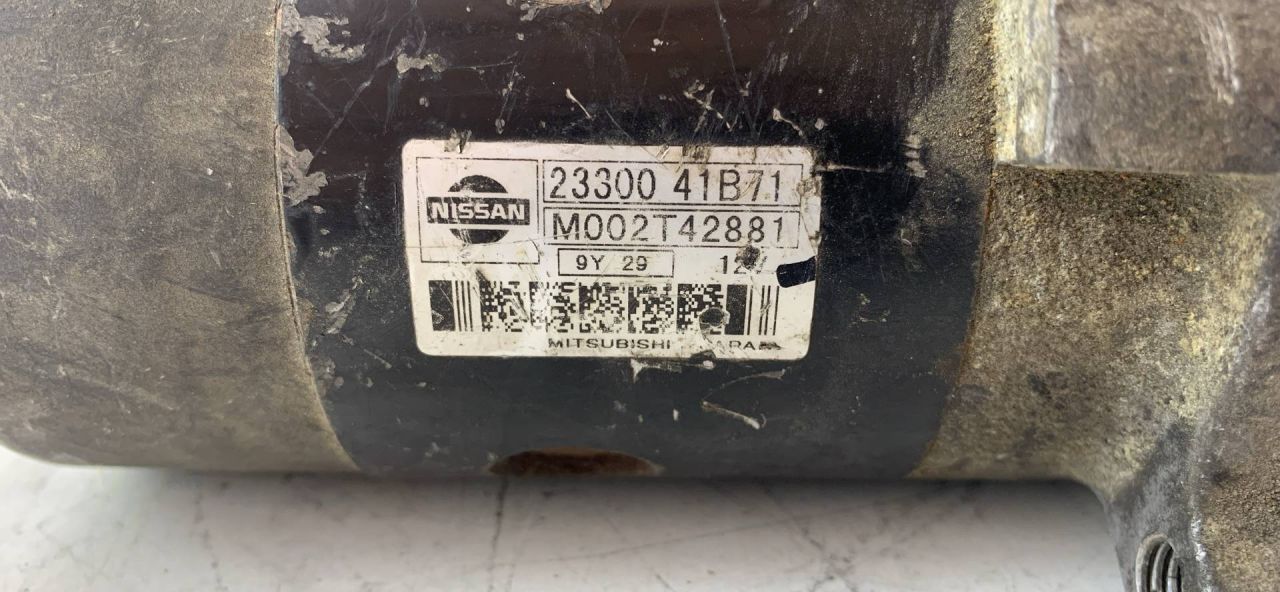 NISSAN
23300 41B71
M002T42881
9Y 29
MITSUBISHI